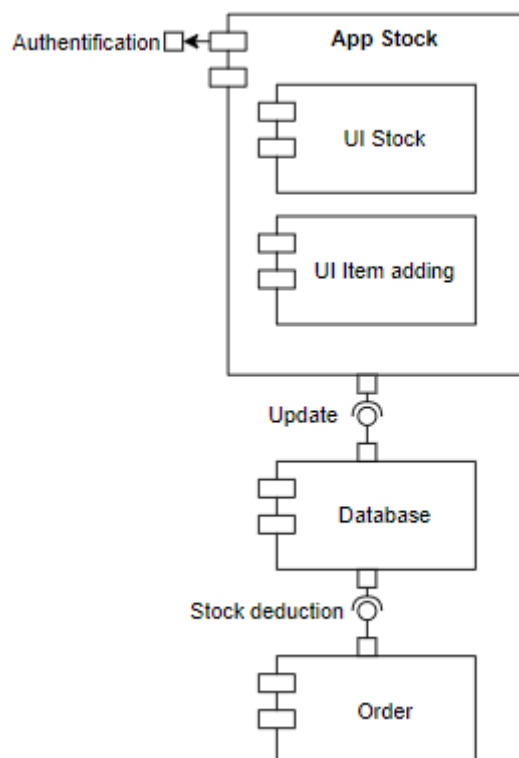 Authentification
App Stock
UI Stock
UI Item adding
Update
Database
Stock deduction
Order